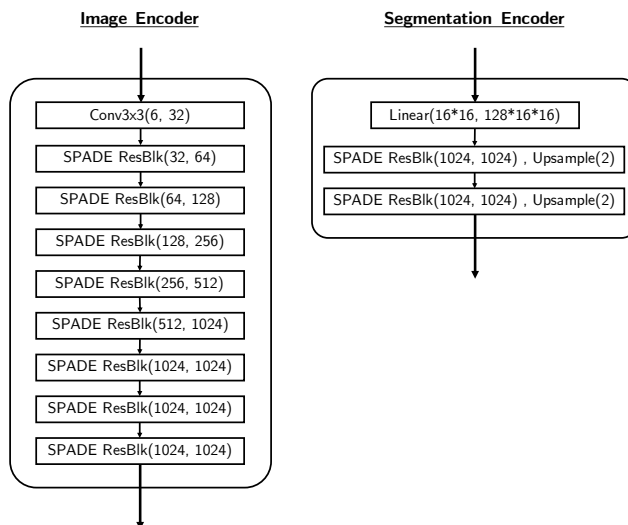 Image Encoder
Conv3x3(6, 32)
SPADE ResBlk(32, 64)
SPADE ResBlk(64, 128)
SPADE ResBlk(128, 256)
SPADE ResBlk(256, 512)
SPADE ResBlk(512, 1024)
SPADE ResBlk(1024, 1024)
SPADE ResBlk(1024, 1024)
SPADE ResBlk(1024, 1024)
Segmentation Encoder
Linear(16*16, 128*16*16)
SPADE ResBlk(1024, 1024) , Upsample(2)
SPADE ResBlk(1024, 1024) , Upsample(2)